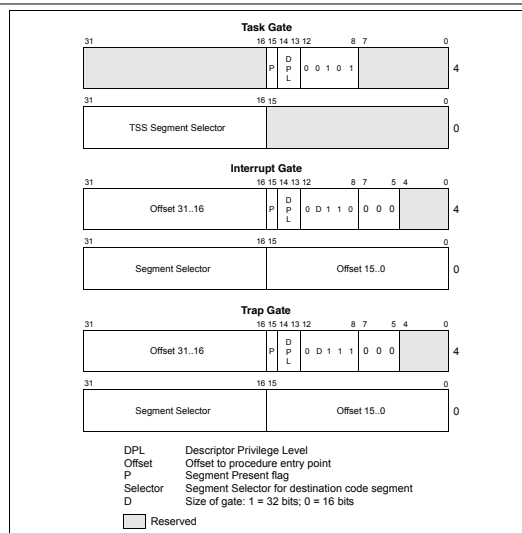 Task Gate
31 16 15 14 13 12 8 7 0
P D P L 0 0 1 0 1 4
31 16 15 0
TSS Segment Selector 0
Interrupt Gate
31 16 15 14 13 12 8 7 5 4 0
Offset 31..16 P D P L 0 D 1 1 0 0 0 0 4
31 16 15 0
Segment Selector Offset 15..0 0
Trap Gate
31 16 15 14 13 12 8 7 5 4 0
Offset 31..16 P D P L 0 D 1 1 1 0 0 0 4
31 16 15 0
Segment Selector Offset 15..0 0
DPL Descriptor Privilege Level
Offset Offset to procedure entry point
P Segment Present flag
Selector Segment Selector for destination code segment
D Size of gate: 1 = 32 bits; 0 = 16 bits
Reserved